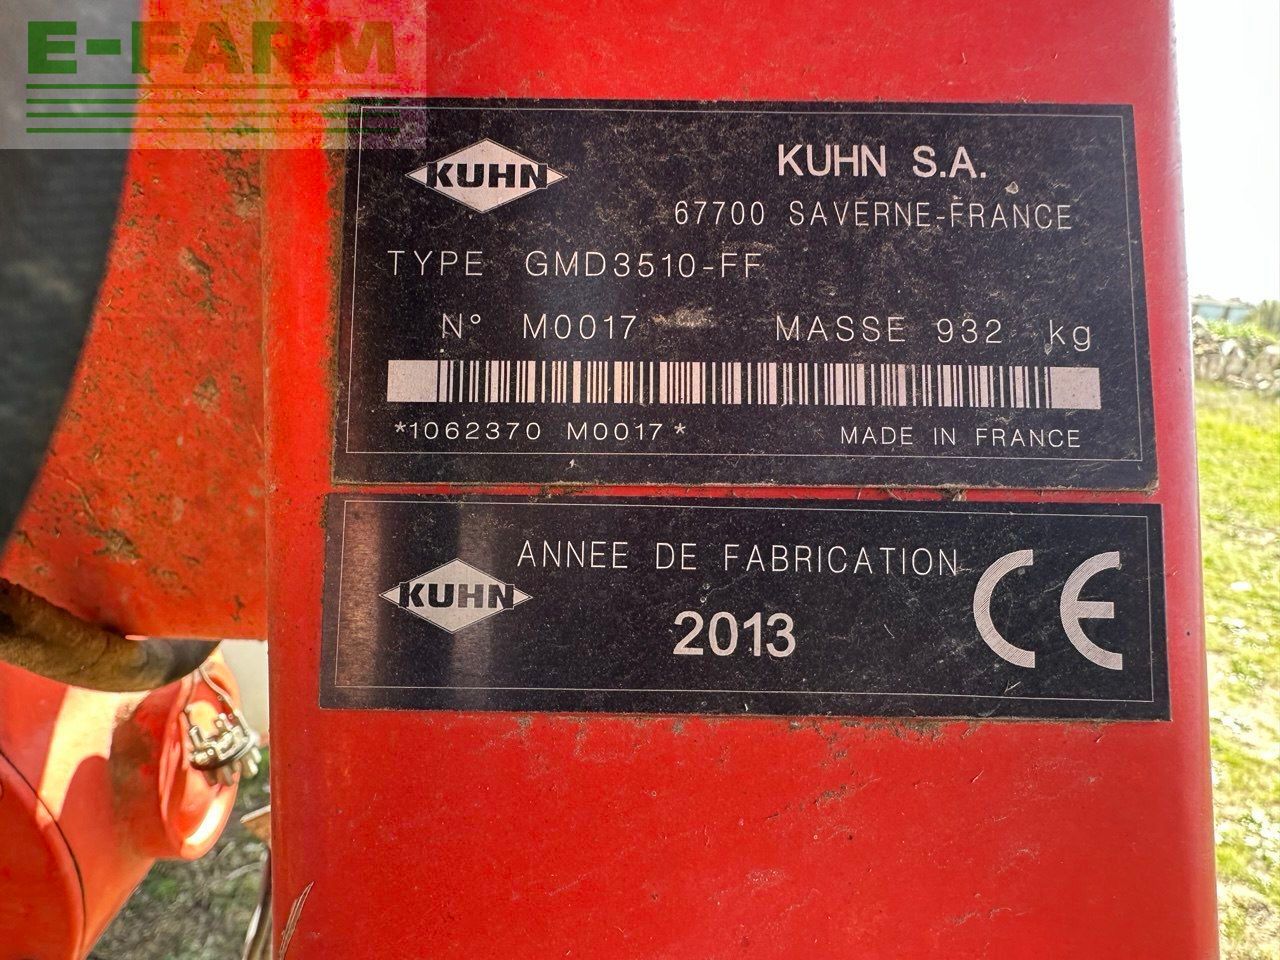 E-FARM
KUHN
KUHN S.A.
67700 SAVERNE-FRANCE
TYPE GMD3510-FF
N° M0017 MASSE 932 kg
*1062370 M0017* MADE IN FRANCE
KUHN
ANNEE DE FABRICATION
2013
CE